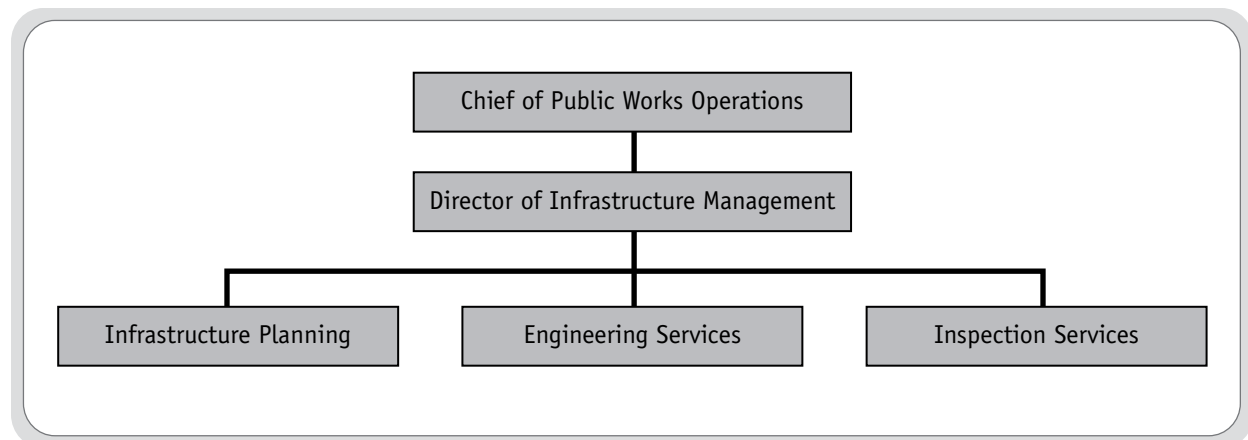 Chief of Public Works Operations
Director of Infrastructure Management
Infrastructure Planning
Engineering Services
Inspection Services